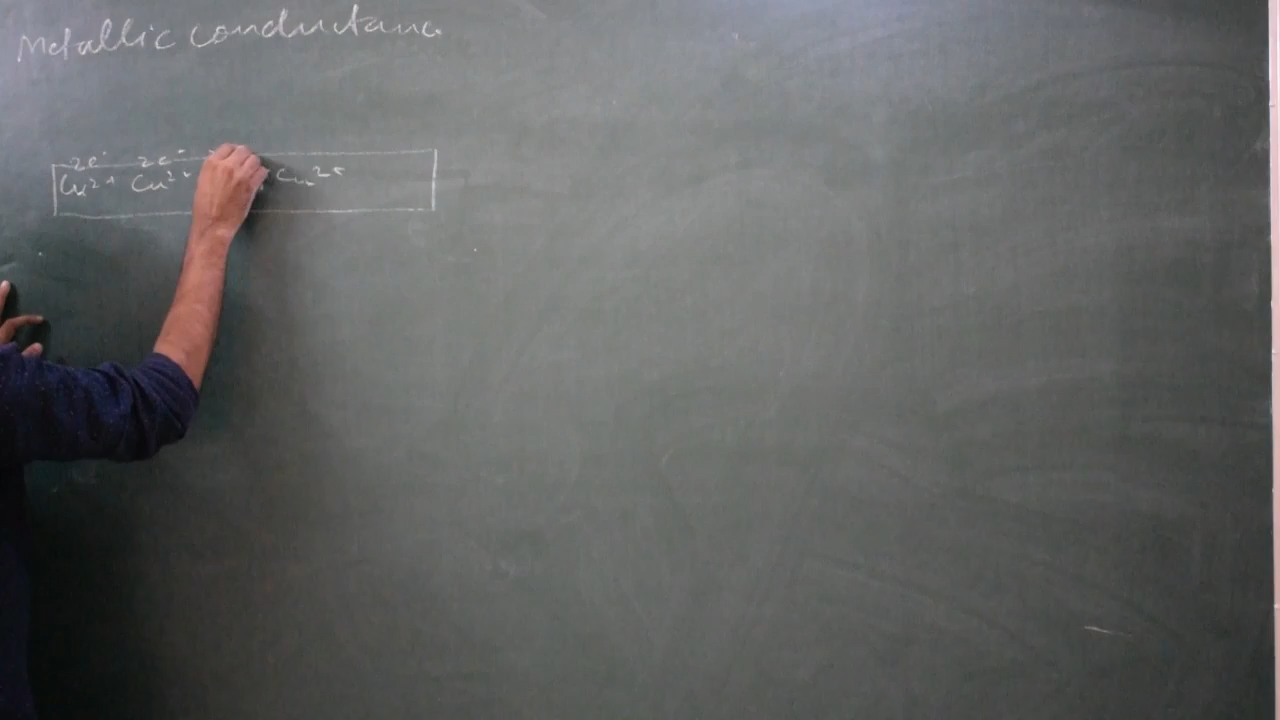 Metallic conductance
2e⁻ 2e⁻
Cu²⁺ Cu²⁺ Cu²⁺